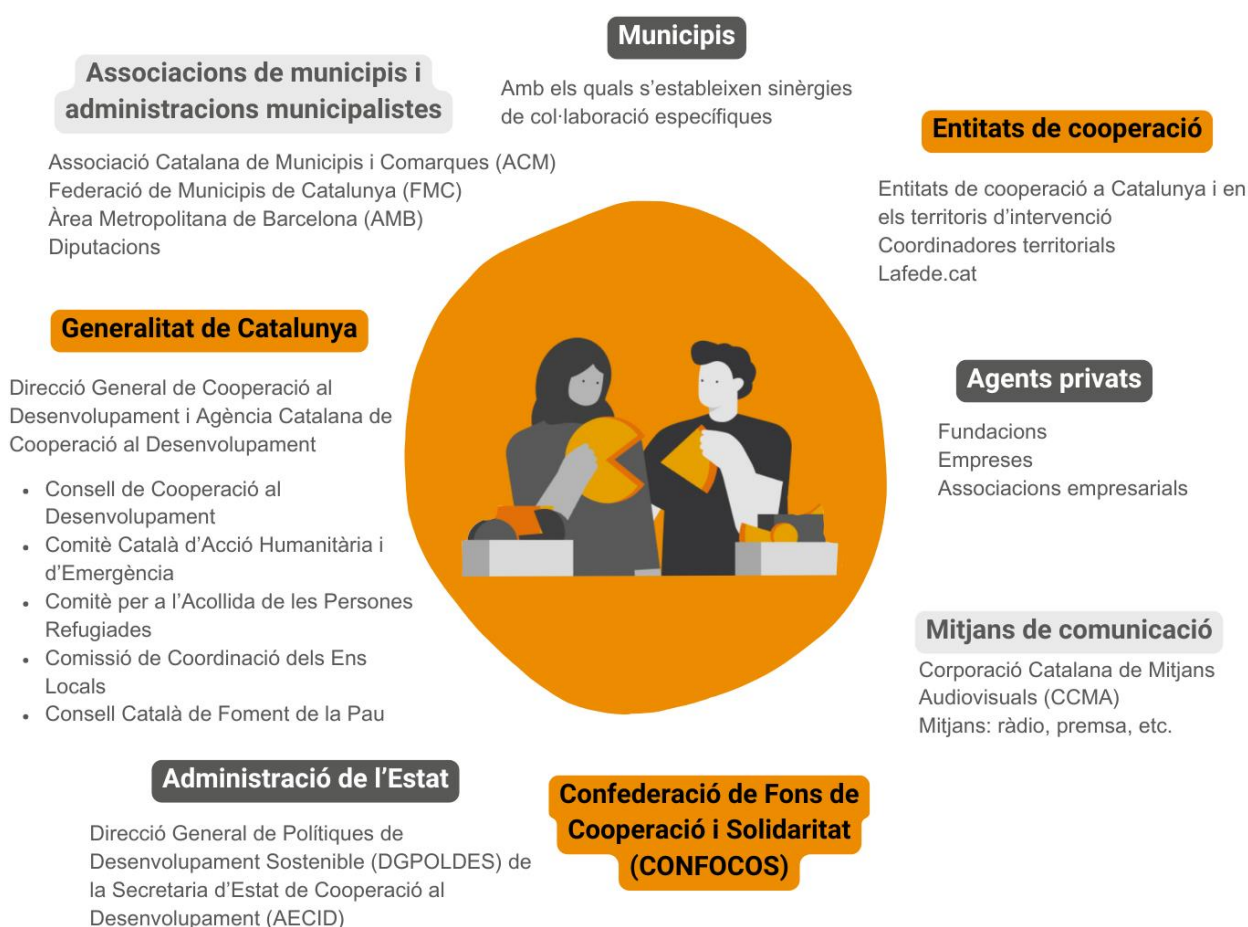 Municipis
Amb els quals s’estableixen sinèrgies
de col·laboració específiques
Associacions de municipis i
administracions municipalistes
Associació Catalana de Municipis i Comarques (ACM)
Federació de Municipis de Catalunya (FMC)
Àrea Metropolitana de Barcelona (AMB)
Diputacions
Entitats de cooperació
Entitats de cooperació a Catalunya i en
els territoris d’intervenció
Coordinadores territorials
Lafede.cat
Generalitat de Catalunya
Direcció General de Cooperació al
Desenvolupament i Agència Catalana de
Cooperació al Desenvolupament
• Consell de Cooperació al
Desenvolupament
• Comitè Català d’Acció Humanitària i
d’Emergència
• Comitè per a l’Acollida de les Persones
Refugiades
• Comissió de Coordinació dels Ens
Locals
• Consell Català de Foment de la Pau
Agents privats
Fundacions
Empreses
Associacions empresarials
Mitjans de comunicació
Corporació Catalana de Mitjans
Audiovisuals (CCMA)
Mitjans: ràdio, premsa, etc.
Administració de l’Estat
Direcció General de Polítiques de
Desenvolupament Sostenible (DGPOLDES) de
la Secretaria d’Estat de Cooperació al
Desenvolupament (AECID)
Confederació de Fons de
Cooperació i Solidaritat
(CONFOCOS)